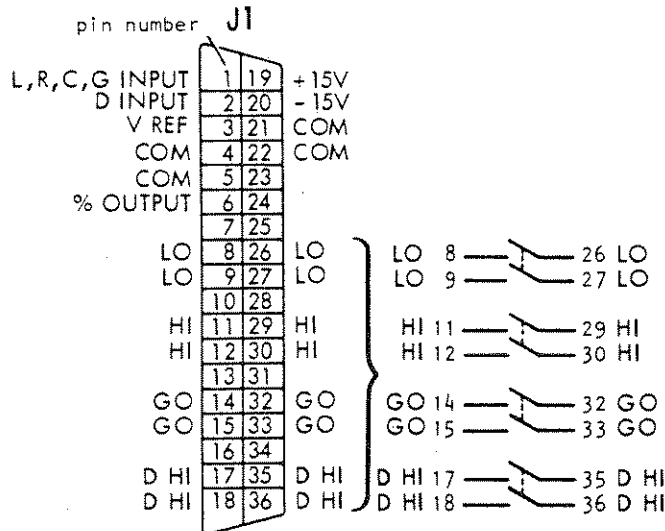 pin number J1
L,R,C,G INPUT 1 19 +15V
D INPUT 2 20 -15V
V REF 3 21 COM
COM 4 22 COM
COM 5 23
% OUTPUT 6 24
7 25
LO 8 26 LO LO 8 26 LO
LO 9 27 LO LO 9 27 LO
10 28
HI 11 29 HI HI 11 29 HI
HI 12 30 HI HI 12 30 HI
13 31
GO 14 32 GO GO 14 32 GO
GO 15 33 GO GO 15 33 GO
16 34
D HI 17 35 D HI D HI 17 35 D HI
D HI 18 36 D HI D HI 18 36 D HI